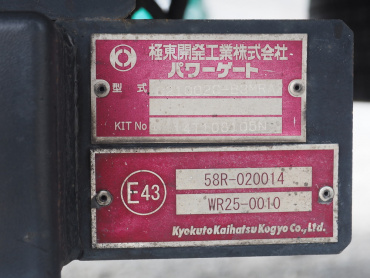 極東開発工業株式会社
パワーゲート
型式
KIT No
E43
58R-020014
WR25-0010
Kyokuto Kaihatsu Kogyo Co., Ltd.